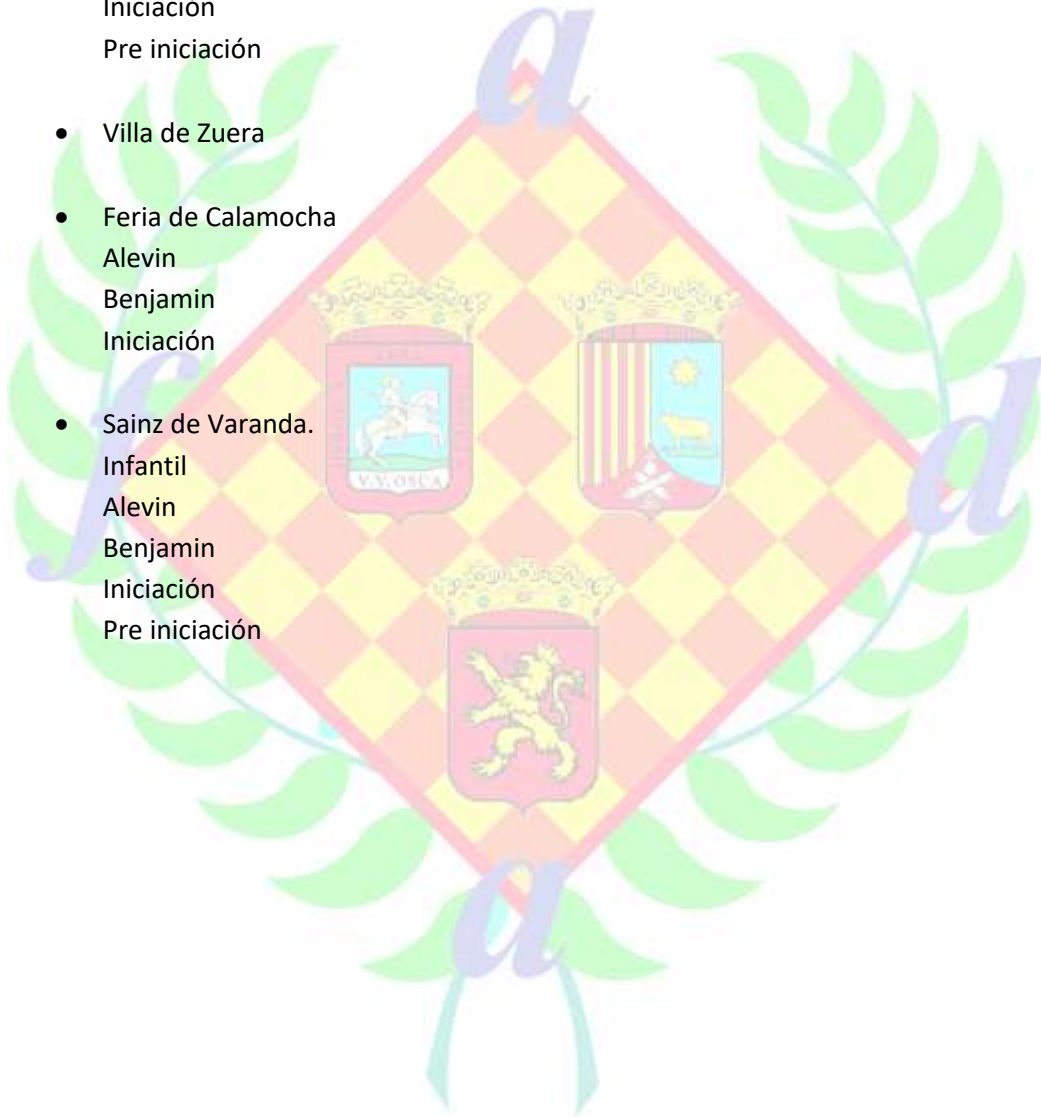 Iniciación
Pre iniciación
• Villa de Zuera
• Feria de Calamocha
Alevin
Benjamin
Iniciación
• Sainz de Varanda.
Infantil
Alevin
Benjamin
Iniciación
Pre iniciación
a
f
d
V.V.OSCA
a